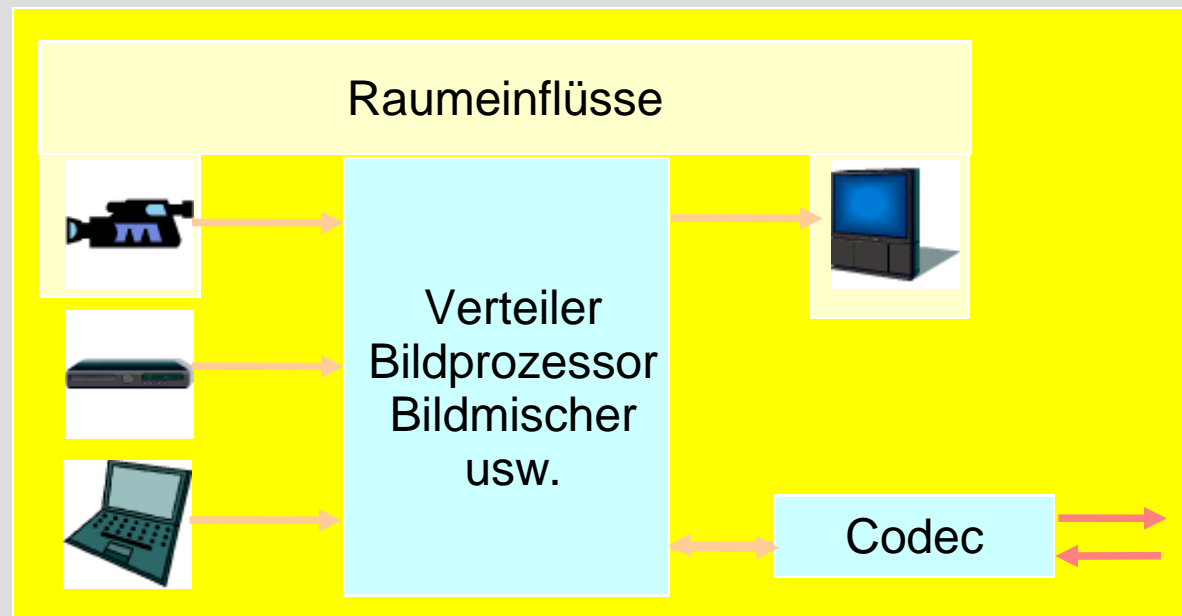 Raumeinflüsse
Verteiler
Bildprozessor
Bildmischer
usw.
Codec